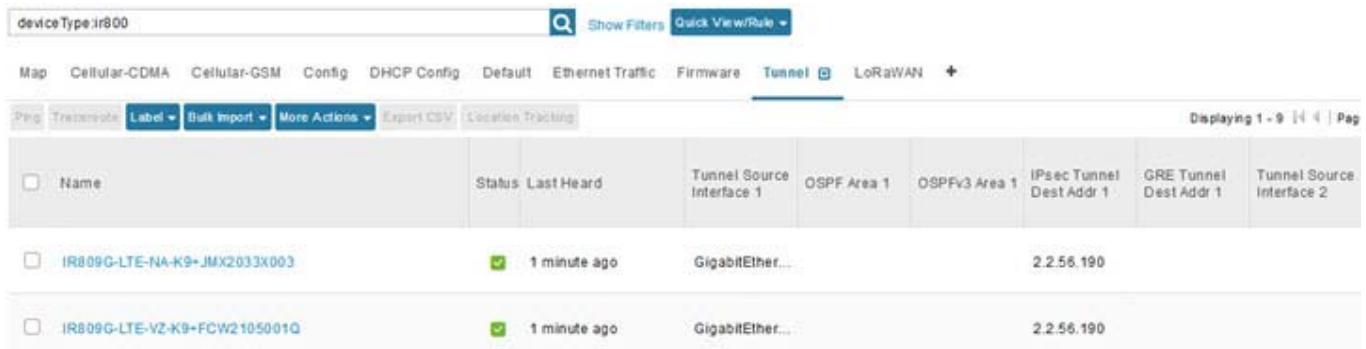 deviceType:ir800 Show Filters Quick View/Rule
Map Cellular-CDMA Cellular-GSM Config DHCP Config Default Ethernet Traffic Firmware Tunnel LoRaWAN +
Ping Traceroute Label Bulk Import More Actions Export CSV Location Tracking Displaying 1 - 9 Pag
Name Status Last Heard Tunnel Source Interface 1 OSPF Area 1 OSPFv3 Area 1 IPsec Tunnel Dest Addr 1 GRE Tunnel Dest Addr 1 Tunnel Source Interface 2
IR809G-LTE-NA-K9+JMX2033X003 1 minute ago GigabitEther... 2.2.56.190
IR809G-LTE-VZ-K9+FCW2105001Q 1 minute ago GigabitEther... 2.2.56.190